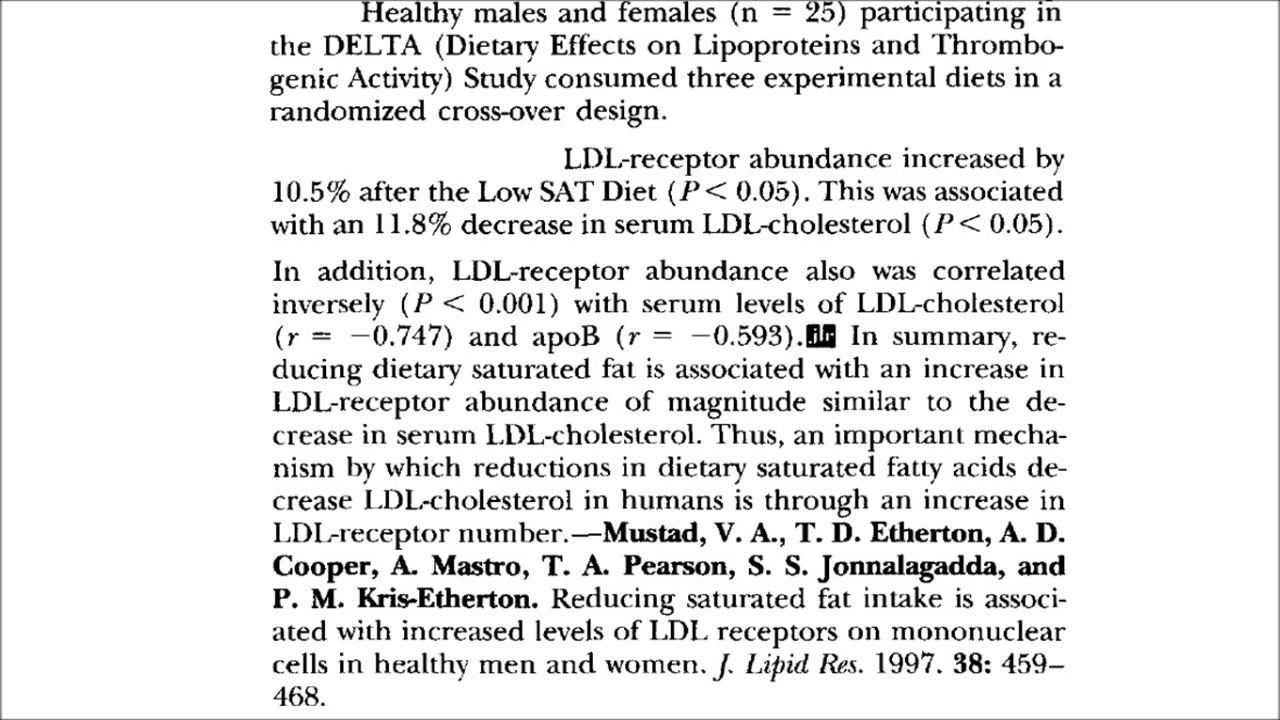 Healthy males and females (n = 25) participating in
the DELTA (Dietary Effects on Lipoproteins and Thrombo-
genic Activity) Study consumed three experimental diets in a
randomized cross-over design.
LDL-receptor abundance increased by
10.5% after the Low SAT Diet (P < 0.05). This was associated
with an 11.8% decrease in serum LDL-cholesterol (P < 0.05).
In addition, LDL-receptor abundance also was correlated
inversely (P < 0.001) with serum levels of LDL-cholesterol
(r = −0.747) and apoB (r = −0.593). In summary, re-
ducing dietary saturated fat is associated with an increase in
LDL-receptor abundance of magnitude similar to the de-
crease in serum LDL-cholesterol. Thus, an important mecha-
nism by which reductions in dietary saturated fatty acids de-
crease LDL-cholesterol in humans is through an increase in
LDL-receptor number.—Mustad, V. A., T. D. Etherton, A. D.
Cooper, A. Mastro, T. A. Pearson, S. S. Jonnalagadda, and
P. M. Kris-Etherton. Reducing saturated fat intake is associ-
ated with increased levels of LDL receptors on mononuclear
cells in healthy men and women. J. Lipid Res. 1997. 38: 459–
468.